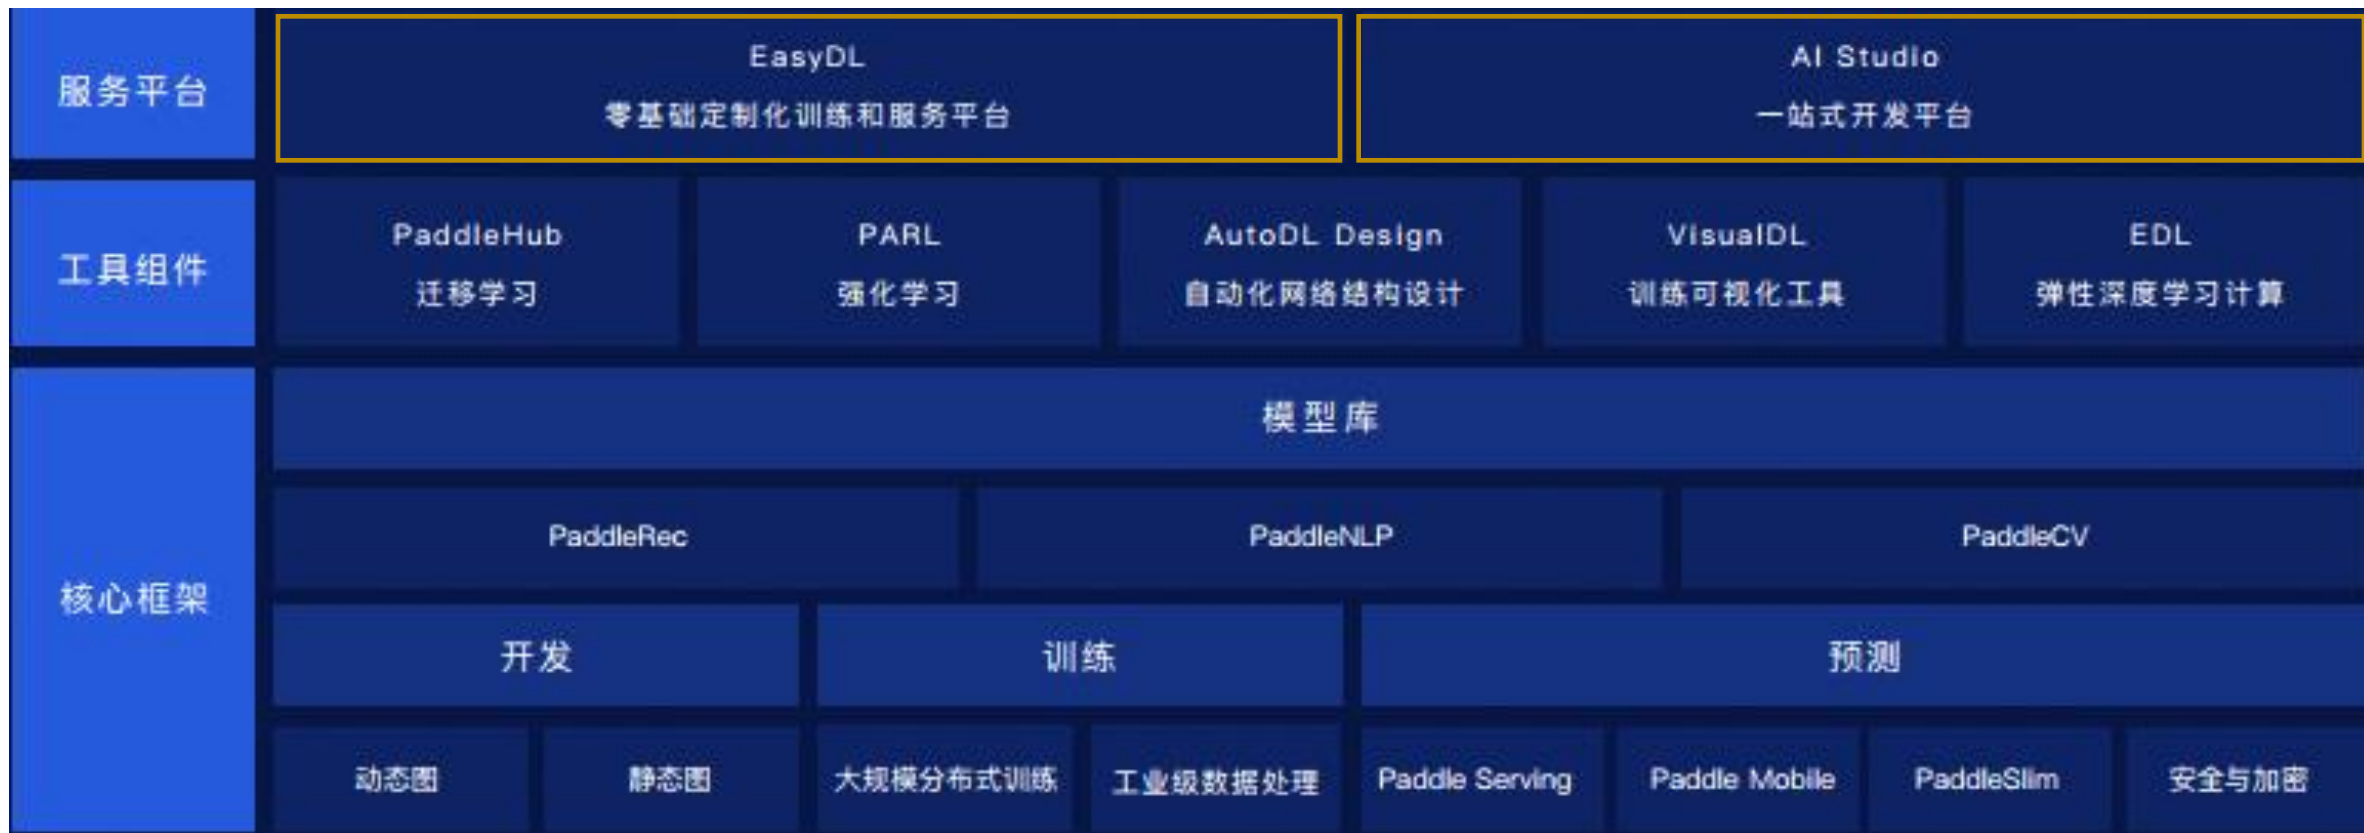 服务平台
EasyDL
零基础定制化训练和服务平台
AI Studio
一站式开发平台
工具组件
PaddleHub
迁移学习
PARL
强化学习
AutoDL Design
自动化网络结构设计
VisualDL
训练可视化工具
EDL
弹性深度学习计算
核心框架
模型库
PaddleRec
PaddleNLP
PaddleCV
开发
训练
预测
动态图
静态图
大规模分布式训练
工业级数据处理
Paddle Serving
Paddle Mobile
PaddleSlim
安全与加密